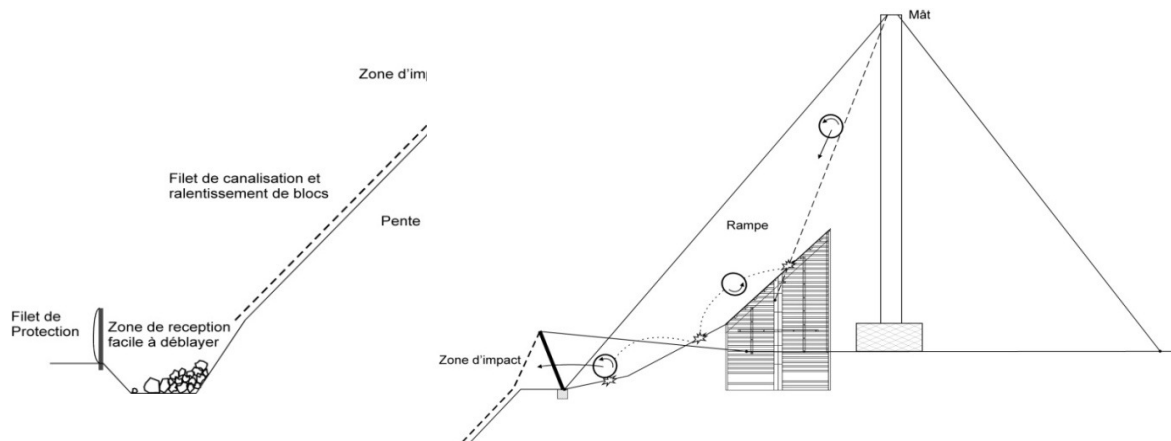 Mât
Zone d'im
Filet de canalisation et
ralentissement de blocs
Pente
Rampe
Filet de
Protection
Zone de reception
facile à déblayer
Zone d'impact